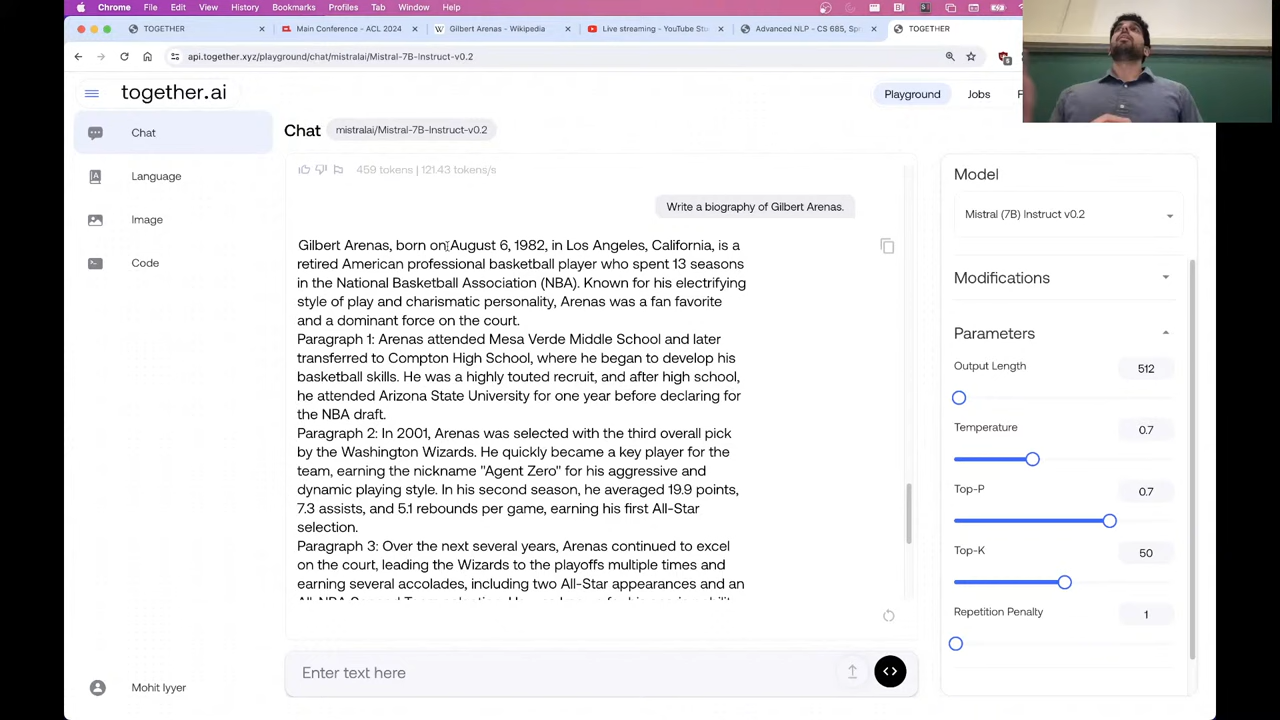 Chrome File Edit View History Bookmarks Profiles Tab Window Help
TOGETHER
Main Conference – ACL 2024
Gilbert Arenas - Wikipedia
Live streaming - YouTube Stu
Advanced NLP – CS 685, Spr
TOGETHER
api.together.xyz/playground/chat/mistralai/Mistral-7B-Instruct-v0.2
together.ai
Playground
Jobs
Chat
Language
Image
Code
Mohit Iyyer
Chat mistralai/Mistral-7B-Instruct-v0.2
459 tokens | 121.43 tokens/s
Write a biography of Gilbert Arenas.
Gilbert Arenas, born on August 6, 1982, in Los Angeles, California, is a
retired American professional basketball player who spent 13 seasons
in the National Basketball Association (NBA). Known for his electrifying
style of play and charismatic personality, Arenas was a fan favorite
and a dominant force on the court.
Paragraph 1: Arenas attended Mesa Verde Middle School and later
transferred to Compton High School, where he began to develop his
basketball skills. He was a highly touted recruit, and after high school,
he attended Arizona State University for one year before declaring for
the NBA draft.
Paragraph 2: In 2001, Arenas was selected with the third overall pick
by the Washington Wizards. He quickly became a key player for the
team, earning the nickname "Agent Zero" for his aggressive and
dynamic playing style. In his second season, he averaged 19.9 points,
7.3 assists, and 5.1 rebounds per game, earning his first All-Star
selection.
Paragraph 3: Over the next several years, Arenas continued to excel
on the court, leading the Wizards to the playoffs multiple times and
earning several accolades, including two All-Star appearances and an
Enter text here
Model
Mistral (7B) Instruct v0.2
Modifications
Parameters
Output Length
512
Temperature
0.7
Top-P
0.7
Top-K
50
Repetition Penalty
1